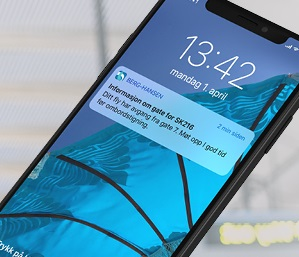 13:42
mandag 1. april
BERG-HANSEN
2 min siden
Informasjon om gate for SK216
Ditt fly har avgang fra gate 7. Møt opp i god tid
før ombordstigning.